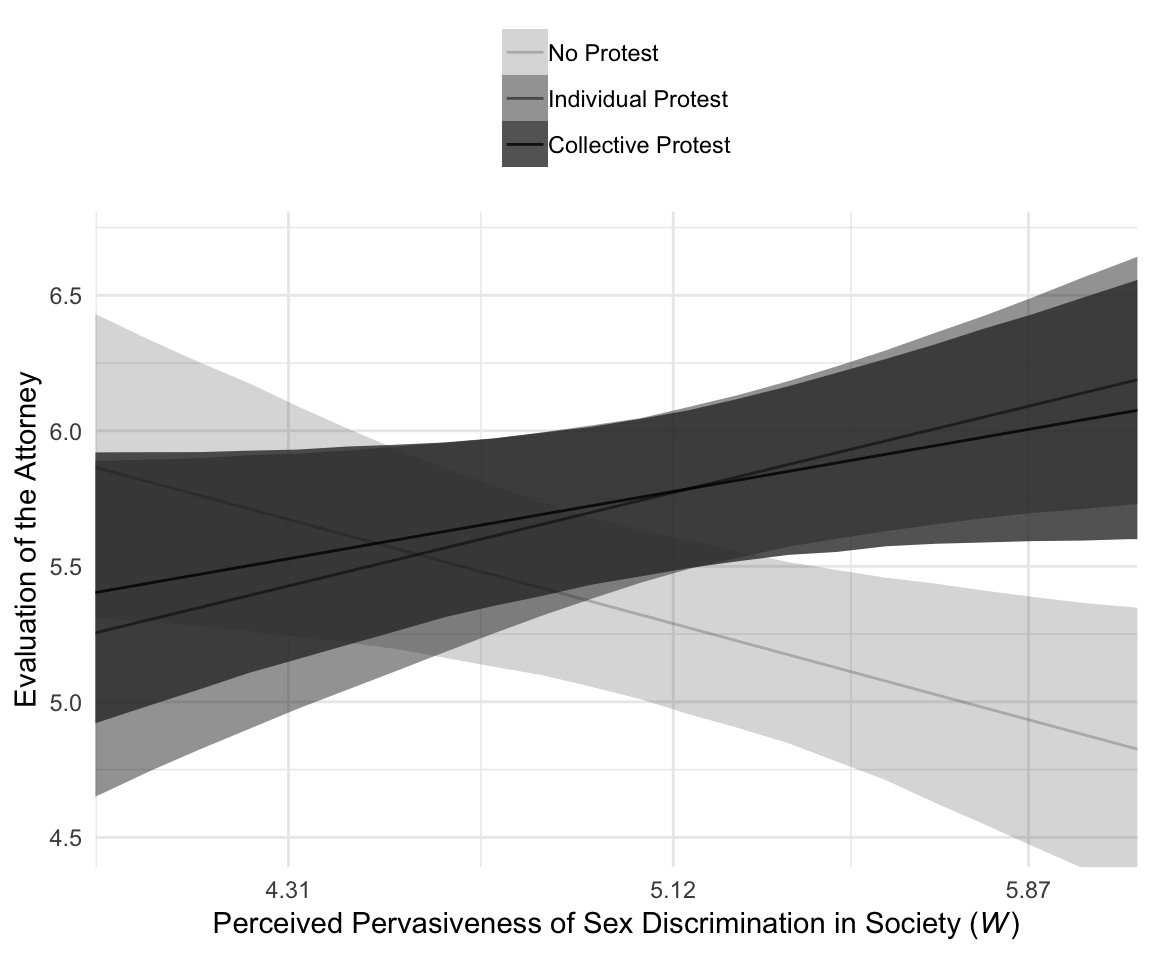 No Protest
Individual Protest
Collective Protest
6.5
6.0
5.5
5.0
4.5
Evaluation of the Attorney
4.31 5.12 5.87
Perceived Pervasiveness of Sex Discrimination in Society (W)